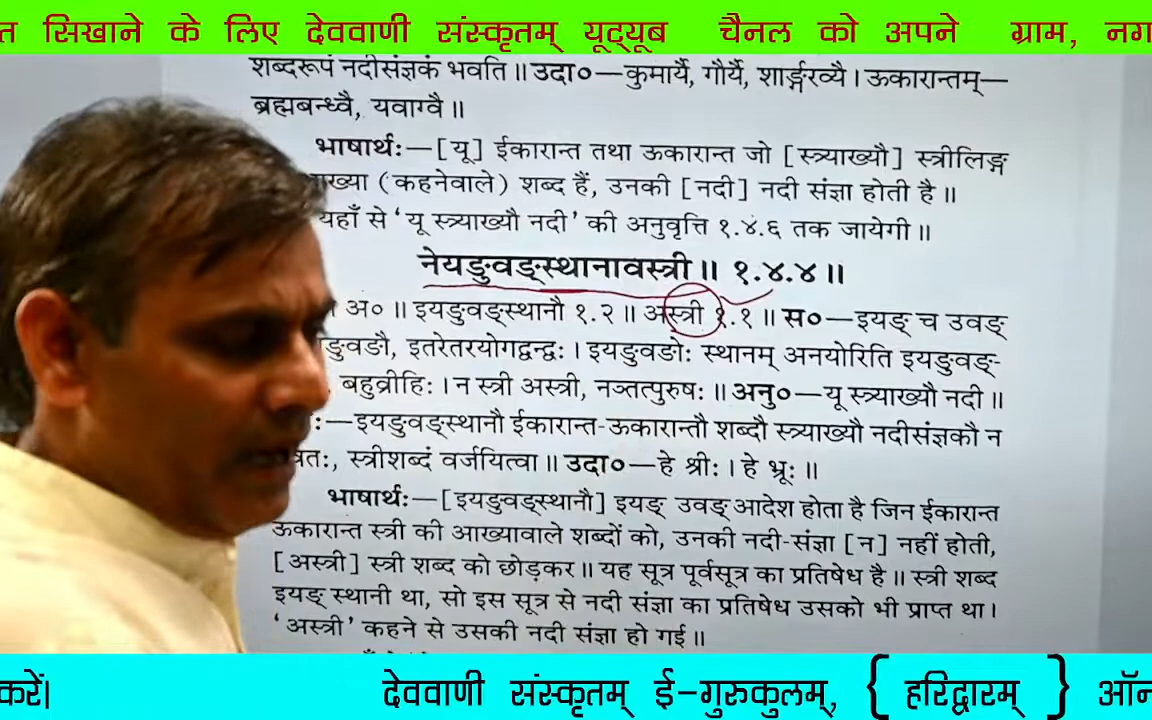 त सिखाने के लिए देववाणी संस्कृतम् यूट्यूब चैनल को अपने ग्राम, नग
शब्दरूपं नदीसंज्ञकं भवति ॥ उदा०—कुमार्यै, गौर्यै, शार्ङ्गरव्यै । ऊकारान्तम्—
ब्रह्मबन्ध्वै, यवाग्वै ॥
भाषार्थः—[यू] ईकारान्त तथा ऊकारान्त जो [स्त्र्याख्यौ] स्त्रीलिङ्ग
ाख्या (कहनेवाले) शब्द हैं, उनकी [नदी] नदी संज्ञा होती है ॥
यहाँ से ‘यू स्त्र्याख्यौ नदी’ की अनुवृत्ति १.४.६ तक जायेगी ॥
नेयङुवङ्स्थानावस्त्री ॥ १.४.४ ॥
अ० ॥ इयङुवङ्स्थानौ १.२ ॥ अस्त्री १.१ ॥ स०—इयङ् च उवङ्
ङुवङौ, इतरेतरयोगद्वन्द्वः । इयङुवङोः स्थानम् अनयोरिति इयङुवङ्-
बहुव्रीहिः । न स्त्री अस्त्री, नञ्तत्पुरुषः ॥ अनु०—यू स्त्र्याख्यौ नदी ॥
ः—इयङुवङ्स्थानौ ईकारान्त-ऊकारान्तौ शब्दौ स्त्र्याख्यौ नदीसंज्ञकौ न
वतः, स्त्रीशब्दं वर्जयित्वा ॥ उदा०—हे श्रीः । हे भ्रूः ॥
भाषार्थः—[इयङुवङ्स्थानौ] इयङ् उवङ् आदेश होता है जिन ईकारान्त
ऊकारान्त स्त्री की आख्यावाले शब्दों को, उनकी नदी-संज्ञा [न] नहीं होती,
[अस्त्री] स्त्री शब्द को छोड़कर ॥ यह सूत्र पूर्वसूत्र का प्रतिषेध है ॥ स्त्री शब्द
इयङ् स्थानी था, सो इस सूत्र से नदी संज्ञा का प्रतिषेध उसको भी प्राप्त था ।
‘अस्त्री’ कहने से उसकी नदी संज्ञा हो गई ॥
करें। देववाणी संस्कृतम् ई-गुरुकुलम्, { हरिद्वारम् } ऑन